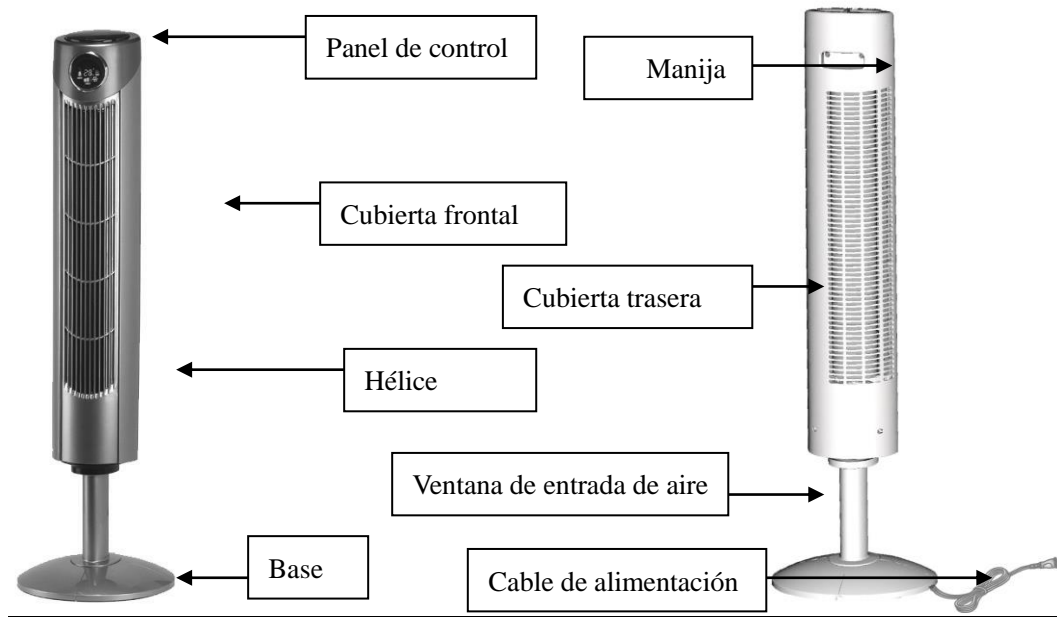 Panel de control
Manija
Cubierta frontal
Cubierta trasera
Hélice
Ventana de entrada de aire
Base
Cable de alimentación